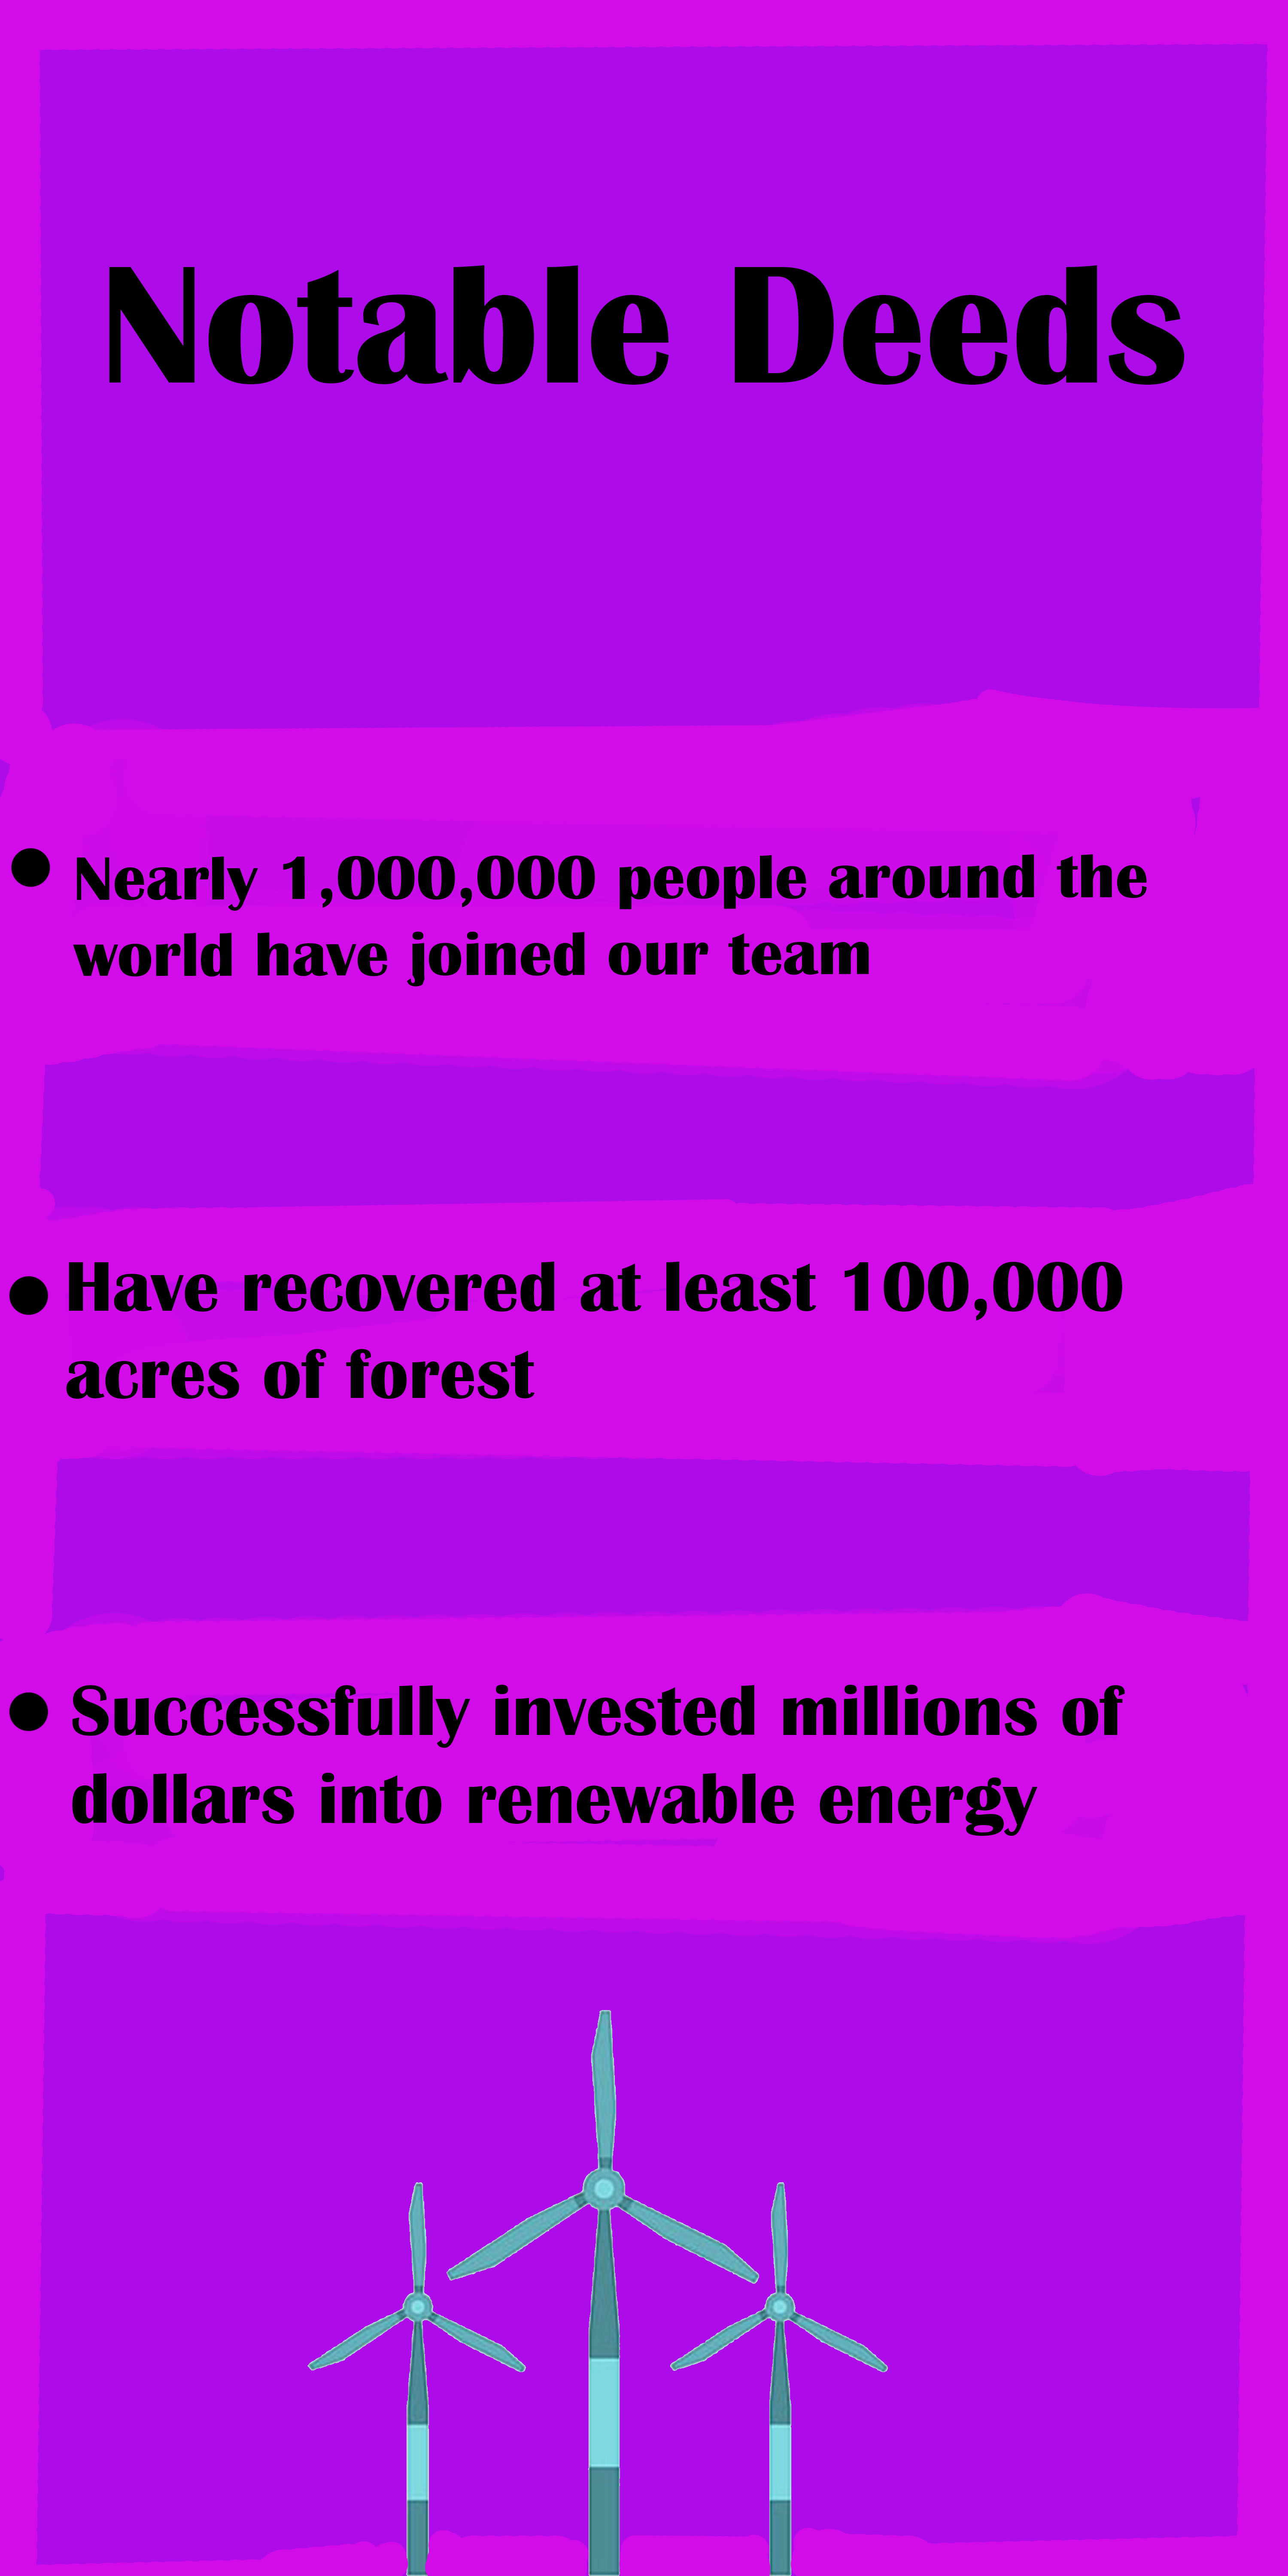 Notable Deeds
● Nearly 1,000,000 people around the
world have joined our team
● Have recovered at least 100,000
acres of forest
● Successfully invested millions of
dollars into renewable energy